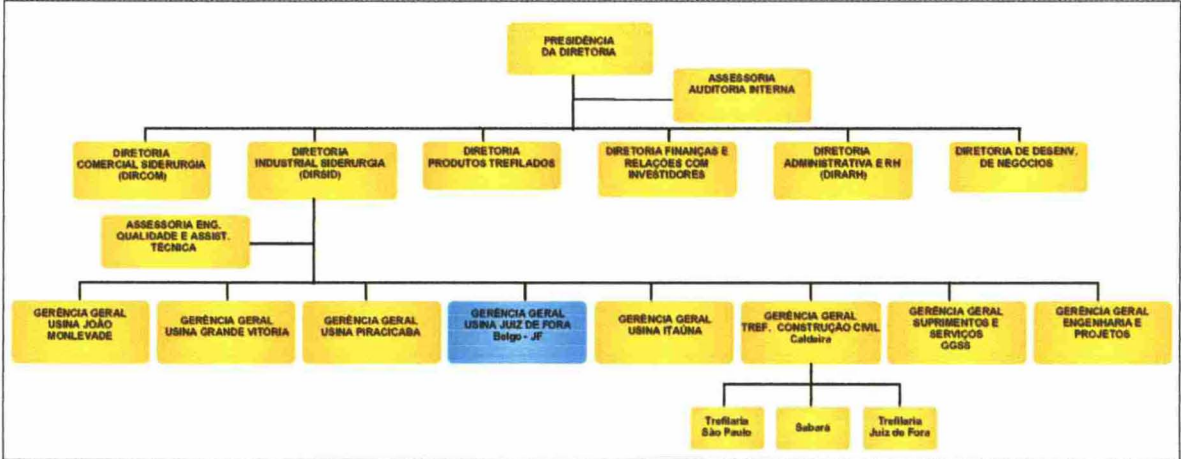 PRESIDÊNCIA
DA DIRETORIA
ASSESSORIA
AUDITORIA INTERNA
DIRETORIA
COMERCIAL SIDERURGIA
(DIRCOM)
DIRETORIA
INDUSTRIAL SIDERURGIA
(DIRSID)
DIRETORIA
PRODUTOS TREFILADOS
DIRETORIA FINANÇAS E
RELAÇÕES COM
INVESTIDORES
DIRETORIA
ADMINISTRATIVA E RH
(DIRARH)
DIRETORIA DE DESENV.
DE NEGÓCIOS
ASSESSORIA ENG.
QUALIDADE E ASSIST.
TÉCNICA
GERÊNCIA GERAL
USINA JOÃO
MONLEVADE
GERÊNCIA GERAL
USINA GRANDE VITÓRIA
GERÊNCIA GERAL
USINA PIRACICABA
GERÊNCIA GERAL
USINA JUIZ DE FORA
Belgo - JF
GERÊNCIA GERAL
USINA ITAÚNA
GERÊNCIA GERAL
TREF. CONSTRUÇÃO CIVIL
Caldeira
GERÊNCIA GERAL
SUPRIMENTOS E
SERVIÇOS
GGSS
GERÊNCIA GERAL
ENGENHARIA E
PROJETOS
Trefilaria
São Paulo
Sabará
Trefilaria
Juiz de Fora